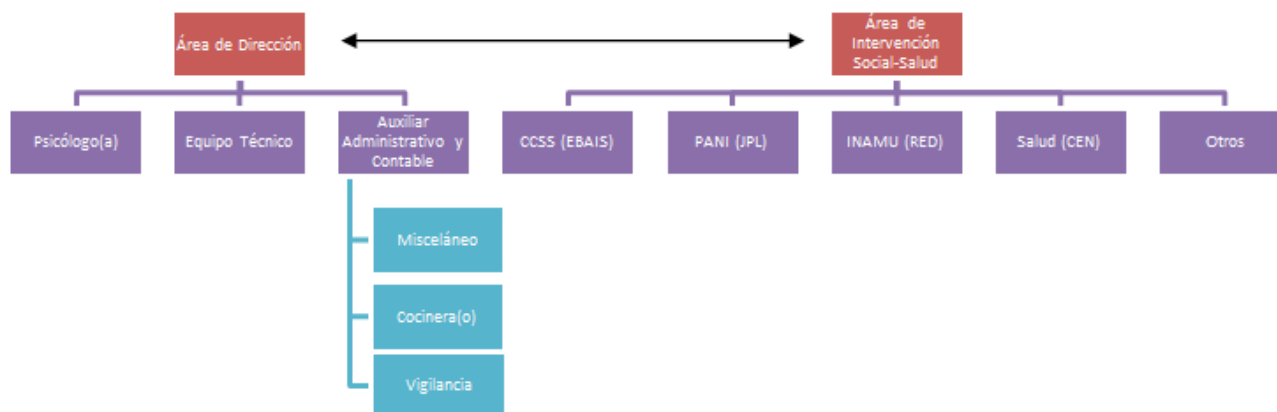 Área de Dirección
Área de
Intervención
Social-Salud
Psicólogo(a)
Equipo Técnico
Auxiliar
Administrativo y
Contable
CCSS (EBAIS)
PANI (JPL)
INAMU (RED)
Salud (CEN)
Otros
Misceláneo
Cocinera(o)
Vigilancia